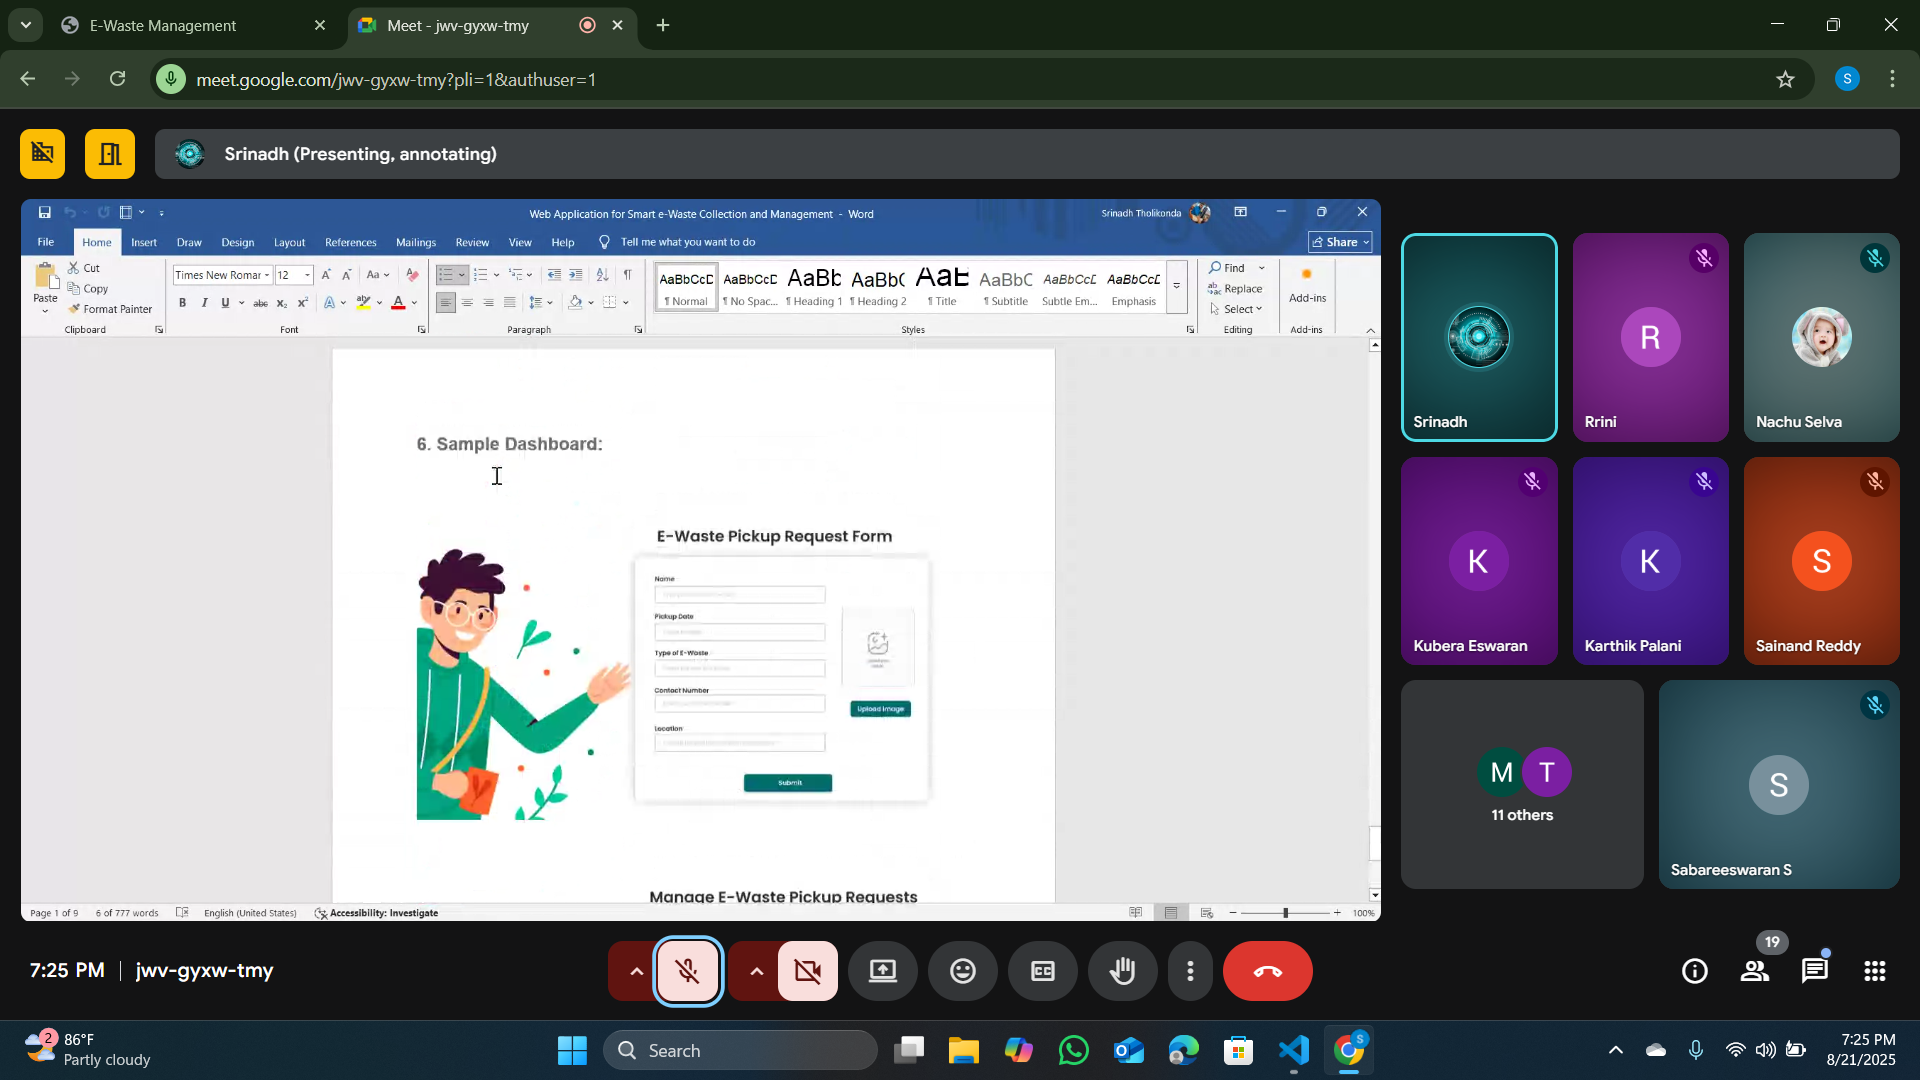 E-Waste Management
Meet - jwv-gyxw-tmy
meet.google.com/jwv-gyxw-tmy?pli=1&authuser=1
S
Srinadh (Presenting, annotating)
Web Application for Smart e-Waste Collection and Management - Word
Srinadh Tholikonda
File Home Insert Draw Design Layout References Mailings Review View Help Tell me what you want to do Share
Paste
Cut
Copy
Format Painter
Clipboard
Times New Roman 12
Font
Paragraph
AaBbCcD AaBbCcD AaBb AaBbC AaB AaBbC AaBbCcD AaBbCcD
¶ Normal ¶ No Spac... ¶ Heading 1 ¶ Heading 2 ¶ Title ¶ Subtitle Subtle Em... Emphasis
Styles
Find
Replace
Select
Editing
Add-ins
Add-ins
6. Sample Dashboard:
E-Waste Pickup Request Form
Name
Pickup Date
Type of E-Waste
Contact Number
Location
Upload Image
Submit
Manage E-Waste Pickup Requests
Page 1 of 9 6 of 777 words English (United States) Accessibility: Investigate 100%
Srinadh
R
Rrini
Nachu Selva
K
Kubera Eswaran
K
Karthik Palani
S
Sainand Reddy
M T
11 others
S
Sabareeswaran S
7:25 PM | jwv-gyxw-tmy
19
2
86°F
Partly cloudy
Search
S
7:25 PM
8/21/2025